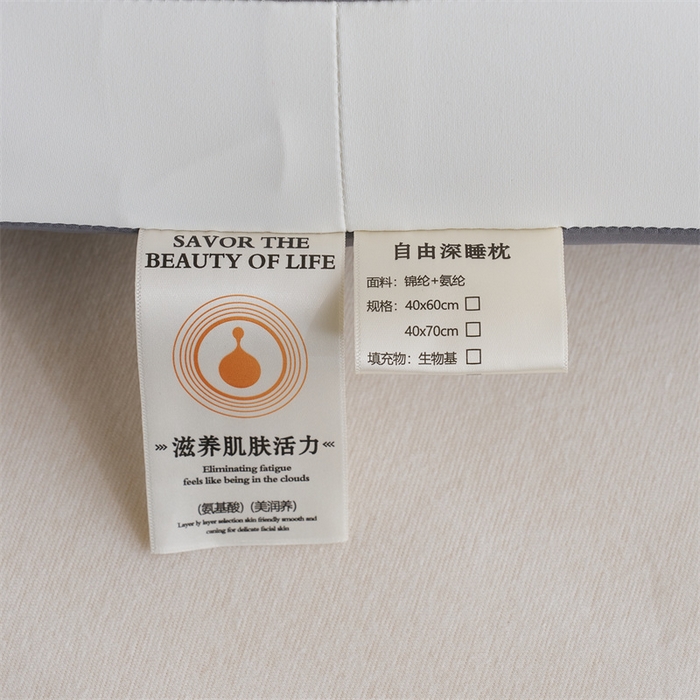 SAVOR THE
BEAUTY OF LIFE
»»滋养肌肤活力««
Eliminating fatigue
feels like being in the clouds
(氨基酸) (美润养)
Layer by layer selection skin friendly smooth and
caring for delicate facial skin
自由深睡枕
面料：锦纶+氨纶
规格：40x60cm □
40x70cm □
填充物：生物基 □